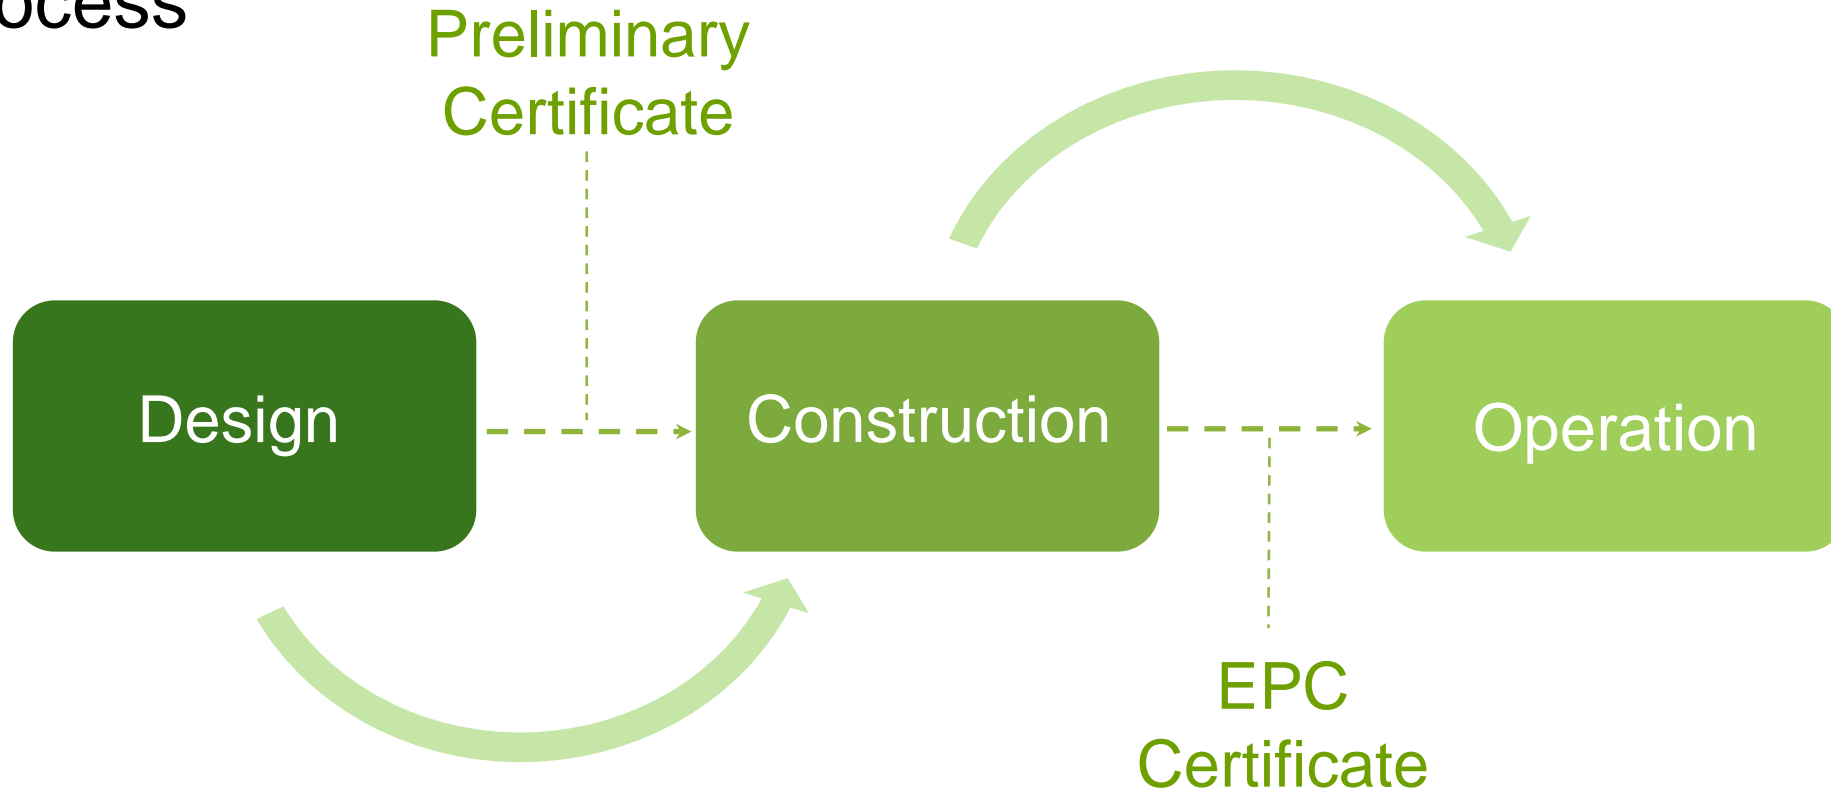 Preliminary
Certificate
Design
Construction
Operation
EPC
Certificate